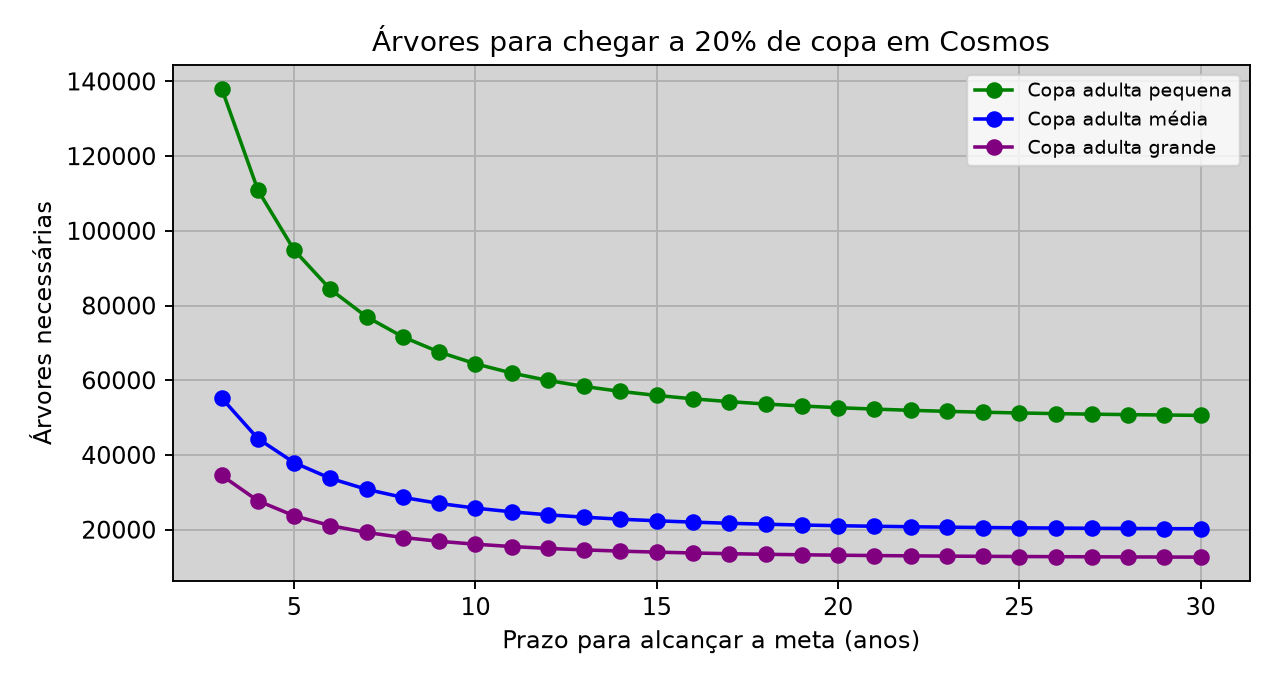 Árvores para chegar a 20% de copa em Cosmos
Árvores necessárias
140000
120000
100000
80000
60000
40000
20000
Copa adulta pequena
Copa adulta média
Copa adulta grande
5 10 15 20 25 30
Prazo para alcançar a meta (anos)